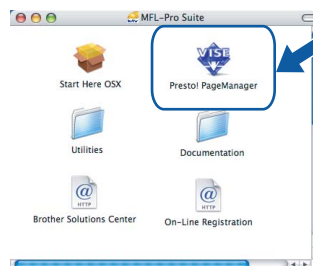 MFL-Pro Suite
Start Here OSX
VISE
Presto! PageManager
Utilities
Documentation
@
HTTP
Brother Solutions Center
@
HTTP
On-Line Registration